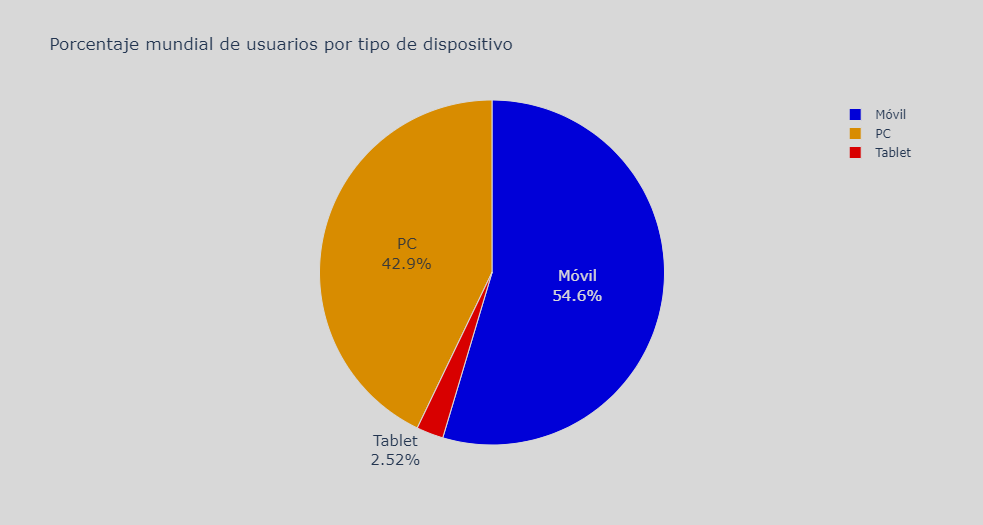 Porcentaje mundial de usuarios por tipo de dispositivo
Móvil
PC
Tablet
PC
42.9%
Móvil
54.6%
Tablet
2.52%